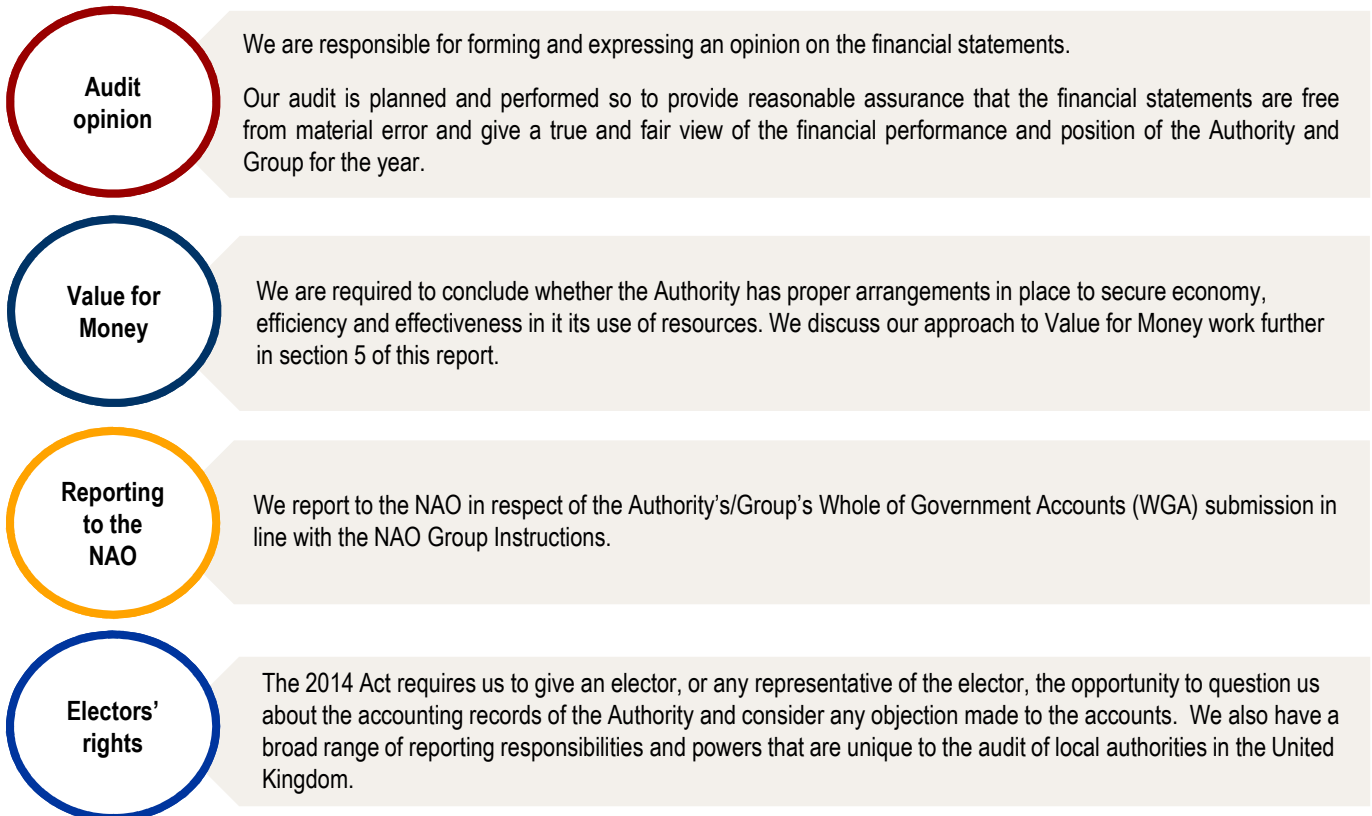 Audit
opinion
We are responsible for forming and expressing an opinion on the financial statements.
Our audit is planned and performed so to provide reasonable assurance that the financial statements are free
from material error and give a true and fair view of the financial performance and position of the Authority and
Group for the year.
Value for
Money
We are required to conclude whether the Authority has proper arrangements in place to secure economy,
efficiency and effectiveness in it its use of resources. We discuss our approach to Value for Money work further
in section 5 of this report.
Reporting
to the
NAO
We report to the NAO in respect of the Authority's/Group's Whole of Government Accounts (WGA) submission in
line with the NAO Group Instructions.
Electors'
rights
The 2014 Act requires us to give an elector, or any representative of the elector, the opportunity to question us
about the accounting records of the Authority and consider any objection made to the accounts.  We also have a
broad range of reporting responsibilities and powers that are unique to the audit of local authorities in the United
Kingdom.